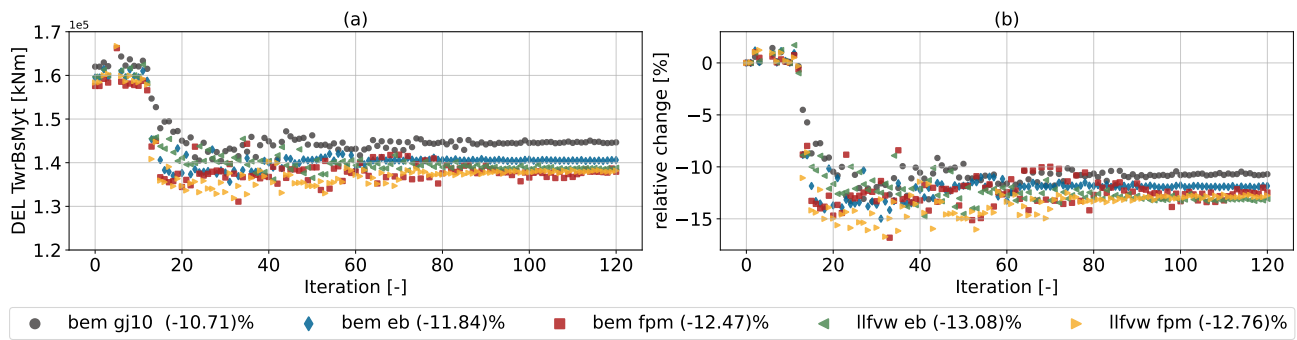 (a)
1e5
DEL TwrBsMyt [kNm]
1.7
1.6
1.5
1.4
1.3
1.2
0 20 40 60 80 100 120
Iteration [-]
(b)
relative change [%]
0
−5
−10
−15
0 20 40 60 80 100 120
Iteration [-]
bem gj10 (-10.71)% bem eb (-11.84)% bem fpm (-12.47)% llfvw eb (-13.08)% llfvw fpm (-12.76)%